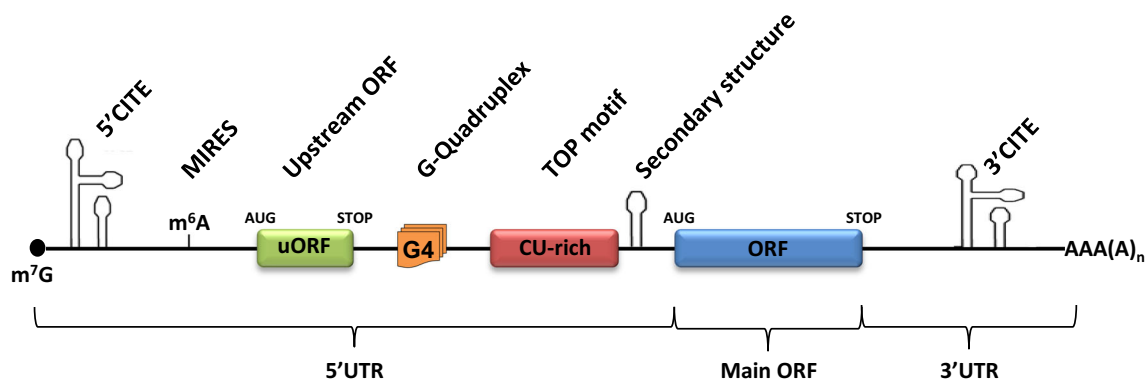 5’CITE
MIRES
Upstream ORF
G-Quadruplex
TOP motif
Secondary structure
3’CITE
m⁶A
AUG
STOP
AUG
STOP
uORF
G4
CU-rich
ORF
AAA(A)ₙ
m⁷G
5’UTR
Main ORF
3’UTR